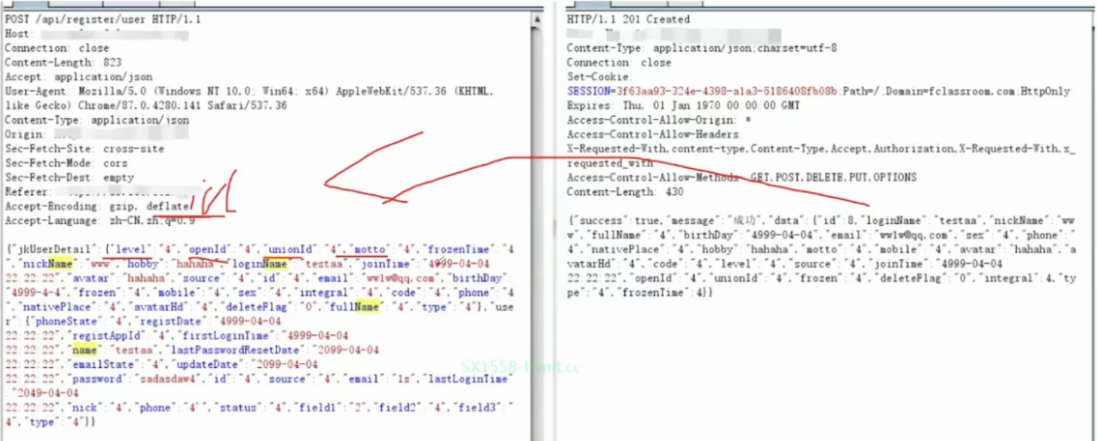 POST /api/register/user HTTP/1.1
Host:
Connection: close
Content-Length: 823
Accept: application/json
User-Agent: Mozilla/5.0 (Windows NT 10.0; Win64; x64) AppleWebKit/537.36 (KHTML,
like Gecko) Chrome/87.0.4280.141 Safari/537.36
Content-Type: application/json
Origin:
Sec-Fetch-Site: cross-site
Sec-Fetch-Mode: cors
Sec-Fetch-Dest: empty
Referer:
Accept-Encoding: gzip, deflate
Accept-Language: zh-CN,zh;q=0.9
id
{"jkUserDetail":{"level":"4","openId":"4","unionId":"4","motto":"4","frozenTime":"4
","nickName":"www","hobby":"hahaha","loginName":"testaa","joinTime":"4999-04-04
22:22:22","avatar":"hahaha","source":"4","id":"4","email":"ww1w@qq.com","birthDay":
"4999-4-4","frozen":"4","mobile":"4","sex":"4","integral":"4","code":"4","phone":"4
","nativePlace":"4","avatarHd":"4","deleteFlag":"0","fullName":"4","type":"4"},"use
r":{"phoneState":"4","registDate":"4999-04-04
22:22:22","registAppId":"4","firstLoginTime":"4999-04-04
22:22:22","name":"testaa","lastPasswordResetDate":"2099-04-04
22:22:22","emailState":"4","updateDate":"2099-04-04
22:22:22","password":"sadasdaw4","id":"4","source":"4","email":"1s","lastLoginTime"
:"2049-04-04
22:22:22","nick":"4","phone":"4","status":"4","field1":"2","field2":"4","field3":"
4","type":"4"}}
HTTP/1.1 201 Created
Content-Type: application/json;charset=utf-8
Connection: close
Set-Cookie:
SESSION=3f63aa93-324e-4398-a1a3-5186408fb08b;Path=/;Domain=fclassroom.com;HttpOnly
Expires: Thu, 01 Jan 1970 00:00:00 GMT
Access-Control-Allow-Origin: *
Access-Control-Allow-Headers:
X-Requested-With,content-type,Content-Type,Accept,Authorization,X-Requested-With,x_
requested_with
Access-Control-Allow-Methods: GET,POST,DELETE,PUT,OPTIONS
Content-Length: 430
{"success":true,"message":"成功","data":{"id":8,"loginName":"testaa","nickName":"ww
w","fullName":"4","birthDay":"4999-04-04","email":"ww1w@qq.com","sex":"4","phone":"
4","nativePlace":"4","hobby":"hahaha","motto":"4","mobile":"4","avatar":"hahaha","a
vatarHd":"4","code":"4","level":"4","source":"4","joinTime":"4999-04-04
22:22:22","openId":"4","unionId":"4","frozen":"4","deleteFlag":"0","integral":4,"ty
pe":"4","frozenTime":4}}